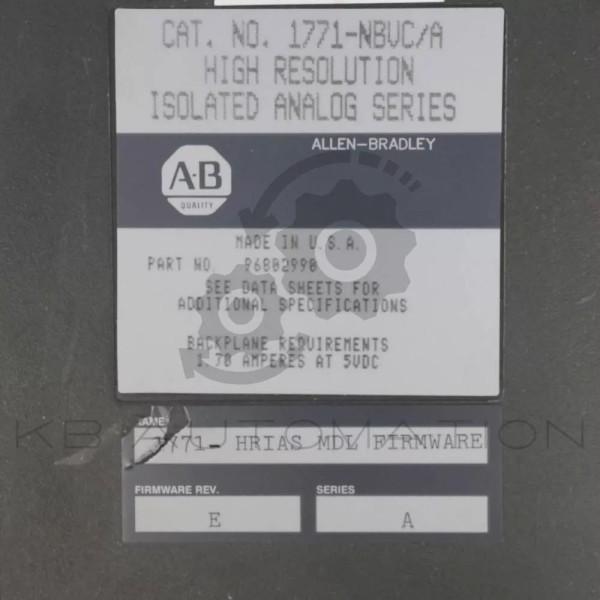 CAT. NO. 1771-NBVC/A
HIGH RESOLUTION
ISOLATED ANALOG SERIES
ALLEN-BRADLEY
A·B
QUALITY
MADE IN U.S.A.
PART NO. 96882990
SEE DATA SHEETS FOR
ADDITIONAL SPECIFICATIONS
BACKPLANE REQUIREMENTS
1.70 AMPERES AT 5VDC
KB AUTOMATION
NAME
1771- HRIAS MDL FIRMWARE
FIRMWARE REV. SERIES
E A